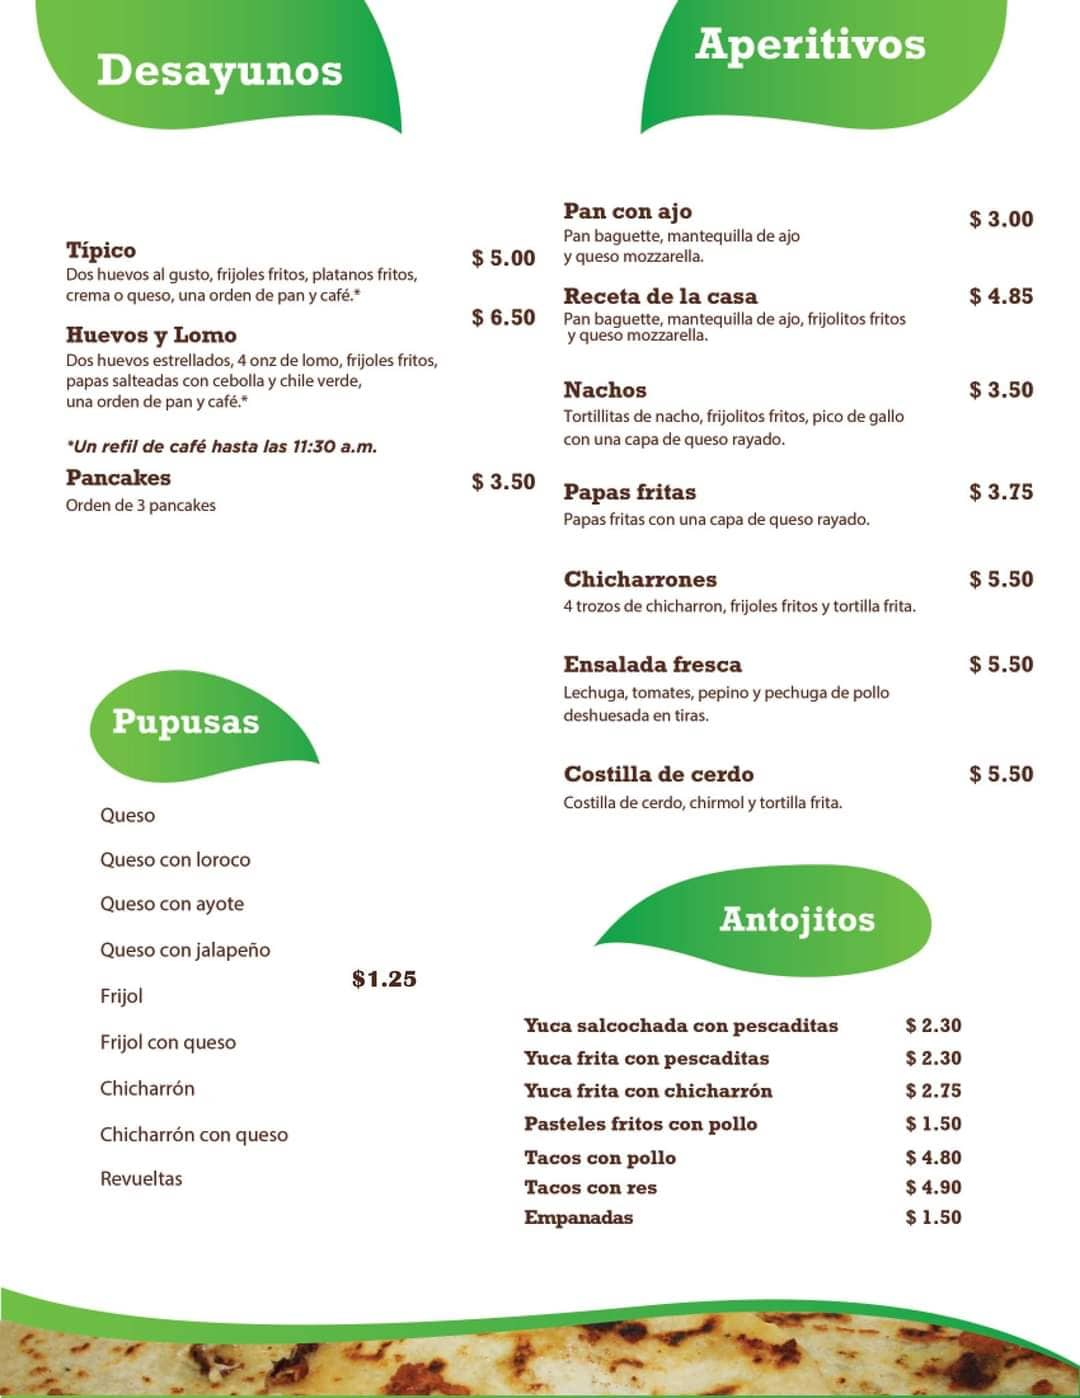 Desayunos
Típico
$ 5.00
Dos huevos al gusto, frijoles fritos, platanos fritos,
crema o queso, una orden de pan y café.*
Huevos y Lomo
$ 6.50
Dos huevos estrellados, 4 onz de lomo, frijoles fritos,
papas salteadas con cebolla y chile verde,
una orden de pan y café.*
*Un refil de café hasta las 11:30 a.m.
Pancakes
$ 3.50
Orden de 3 pancakes
Pupusas
Queso
Queso con loroco
Queso con ayote
Queso con jalapeño
$1.25
Frijol
Frijol con queso
Chicharrón
Chicharrón con queso
Revueltas
Aperitivos
Pan con ajo
$ 3.00
Pan baguette, mantequilla de ajo
y queso mozzarella.
Receta de la casa
$ 4.85
Pan baguette, mantequilla de ajo, frijolitos fritos
y queso mozzarella.
Nachos
$ 3.50
Tortillitas de nacho, frijolitos fritos, pico de gallo
con una capa de queso rayado.
Papas fritas
$ 3.75
Papas fritas con una capa de queso rayado.
Chicharrones
$ 5.50
4 trozos de chicharron, frijoles fritos y tortilla frita.
Ensalada fresca
$ 5.50
Lechuga, tomates, pepino y pechuga de pollo
deshuesada en tiras.
Costilla de cerdo
$ 5.50
Costilla de cerdo, chirmol y tortilla frita.
Antojitos
Yuca salcochada con pescaditas $ 2.30
Yuca frita con pescaditas $ 2.30
Yuca frita con chicharrón $ 2.75
Pasteles fritos con pollo $ 1.50
Tacos con pollo $ 4.80
Tacos con res $ 4.90
Empanadas $ 1.50